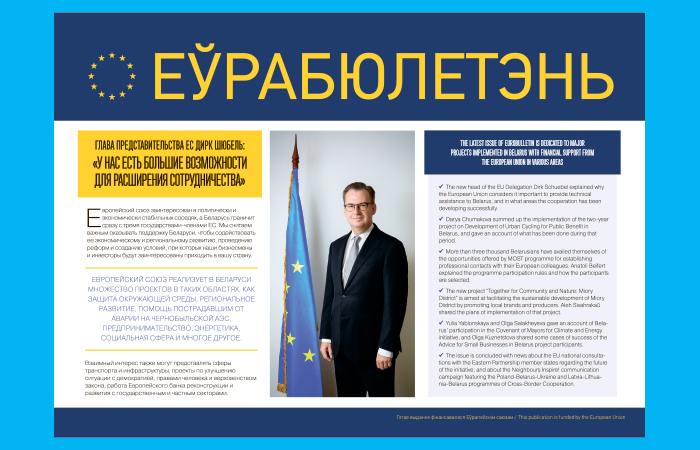 ЕЎРАБЮЛЕТЭНЬ
ГЛАВА ПРЕДСТАВИТЕЛЬСТВА ЕС ДИРК ШЮБЕЛЬ:
«У НАС ЕСТЬ БОЛЬШИЕ ВОЗМОЖНОСТИ
ДЛЯ РАСШИРЕНИЯ СОТРУДНИЧЕСТВА»
Европейский союз заинтересован в политически и
экономически стабильных соседях, а Беларусь граничит
сразу с тремя государствами-членами ЕС. Мы считаем
важным оказывать поддержку Беларуси, чтобы содействовать
ее экономическому и региональному развитию, проведению
реформ и созданию условий, при которых наши бизнесмены
и инвесторы будут заинтересованы приходить в вашу страну.
ЕВРОПЕЙСКИЙ СОЮЗ РЕАЛИЗУЕТ В БЕЛАРУСИ
МНОЖЕСТВО ПРОЕКТОВ В ТАКИХ ОБЛАСТЯХ, КАК
ЗАЩИТА ОКРУЖАЮЩЕЙ СРЕДЫ, РЕГИОНАЛЬНОЕ
РАЗВИТИЕ, ПОМОЩЬ ПОСТРАДАВШИМ ОТ
АВАРИИ НА ЧЕРНОБЫЛЬСКОЙ АЭС,
ПРЕДПРИНИМАТЕЛЬСТВО, ЭНЕРГЕТИКА,
СОЦИАЛЬНАЯ СФЕРА И МНОГОЕ ДРУГОЕ.
Взаимный интерес также могут представлять сферы
транспорта и инфраструктуры, проекты по улучшению
ситуации с демократией, правами человека и верховенством
закона, работа Европейского банка реконструкции и
развития с государственным и частным секторами.
THE LATEST ISSUE OF EUROBULLETIN IS DEDICATED TO MAJOR
PROJECTS IMPLEMENTED IN BELARUS WITH FINANCIAL SUPPORT FROM
THE EUROPEAN UNION IN VARIOUS AREAS
✔ The new head of the EU Delegation Dirk Schuebel explained why
the European Union considers it important to provide technical
assistance to Belarus, and in what areas the cooperation has been
developing successfully.
✔ Darya Chumakova summed up the implementation of the two-year
project on Development of Urban Cycling for Public Benefit in
Belarus, and gave an account of what has been done during that
period.
✔ More than three thousand Belarusians have availed themselves of
the opportunities offered by MOST programme for establishing
professional contacts with their European colleagues. Anatoli Beifert
explained the programme participation rules and how the participants
are selected.
✔ The new project "Together for Community and Nature: Miory
District" is aimed at facilitating the sustainable development of Miory
District by promoting local brands and producers. Aleh Sivahrakaŭ
shared the plans of implementation of that project.
✔ Yulia Yablonskaya and Olga Salakheyeva gave an account of Bela-
rus' participation in the Covenant of Mayors for Climate and Energy
Initiative, and Olga Kuznetstova shared some cases of success of the
Advice for Small Businesses in Belarus project participants.
✔ The issue is concluded with news about the EU national consulta-
tions with the Eastern Partnership member states regarding the future
of the initiative; and about the Neighbours Inspire! communication
campaign featuring the Poland-Belarus-Ukraine and Latvia-Lithua-
nia-Belarus programmes of Cross-Border Cooperation.
Гэтае выданне фінансавалася Еўрапейскім саюзам / This publication is funded by the European Union